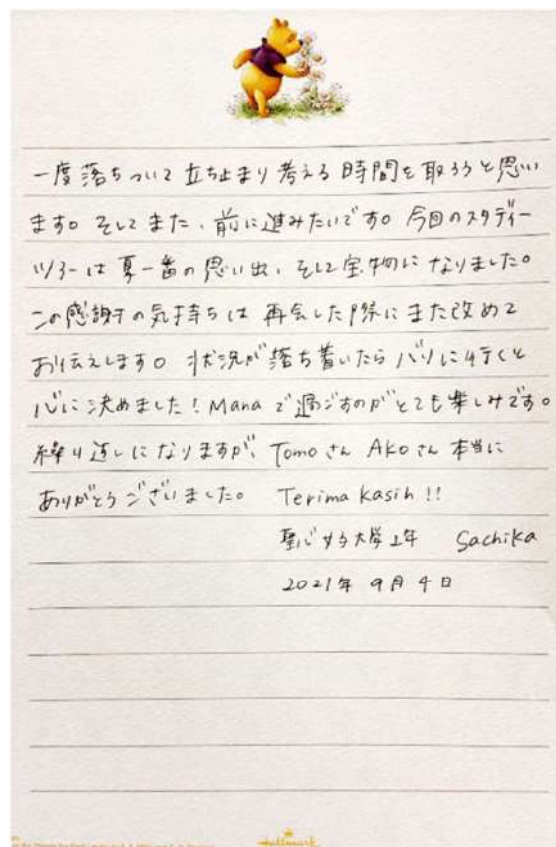 一度落ちついて立ち止まり考える時間を取ろうと思い
ます。そしてまた、前に進みたいです。今回のスタディー
ツアーは夏一番の思い出、そして宝物になりました。
この感謝の気持ちは再会した際にまた改めて
お伝えします。状況が落ち着いたらバリに行くと
心に決めました！Manaで過ごすのがとても楽しみです。
繰り返しになりますが、Tomoさん Akoさん 本当に
ありがとうございました。 Terima kasih !!
聖心女子大学2年 Sachika
2021年 9月 4日
Hallmark